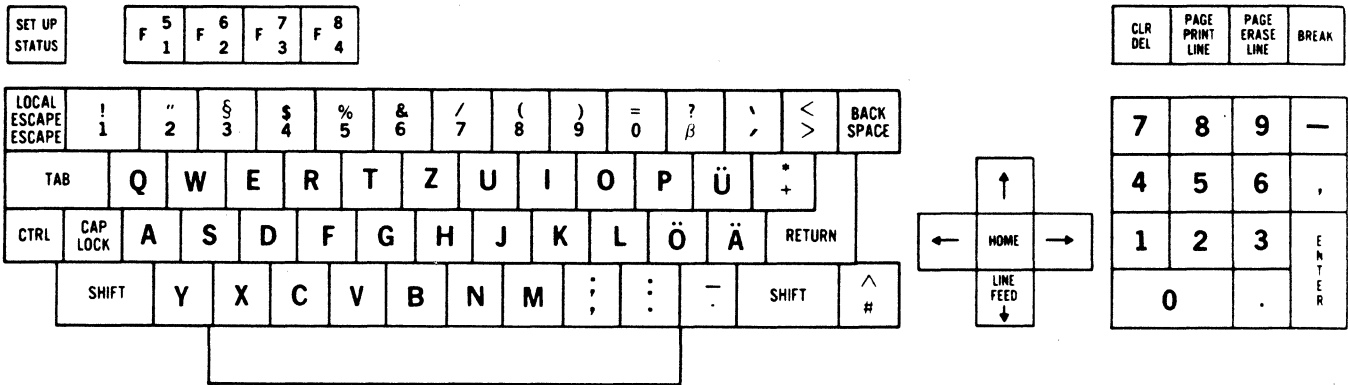 SET UP STATUS F 5 1 F 6 2 F 7 3 F 8 4 CLR DEL PAGE PRINT LINE PAGE ERASE LINE BREAK
LOCAL ESCAPE ESCAPE ! 1 " 2 § 3 $ 4 % 5 & 6 / 7 ( 8 ) 9 = 0 ? β ` ´ < > BACK SPACE 7 8 9 —
TAB Q W E R T Z U I O P Ü * + ↑ 4 5 6 ,
CTRL CAP LOCK A S D F G H J K L Ö Ä RETURN ← HOME → 1 2 3 ENTER
SHIFT Y X C V B N M ; , : . — . SHIFT ^ # LINE FEED ↓ 0 .